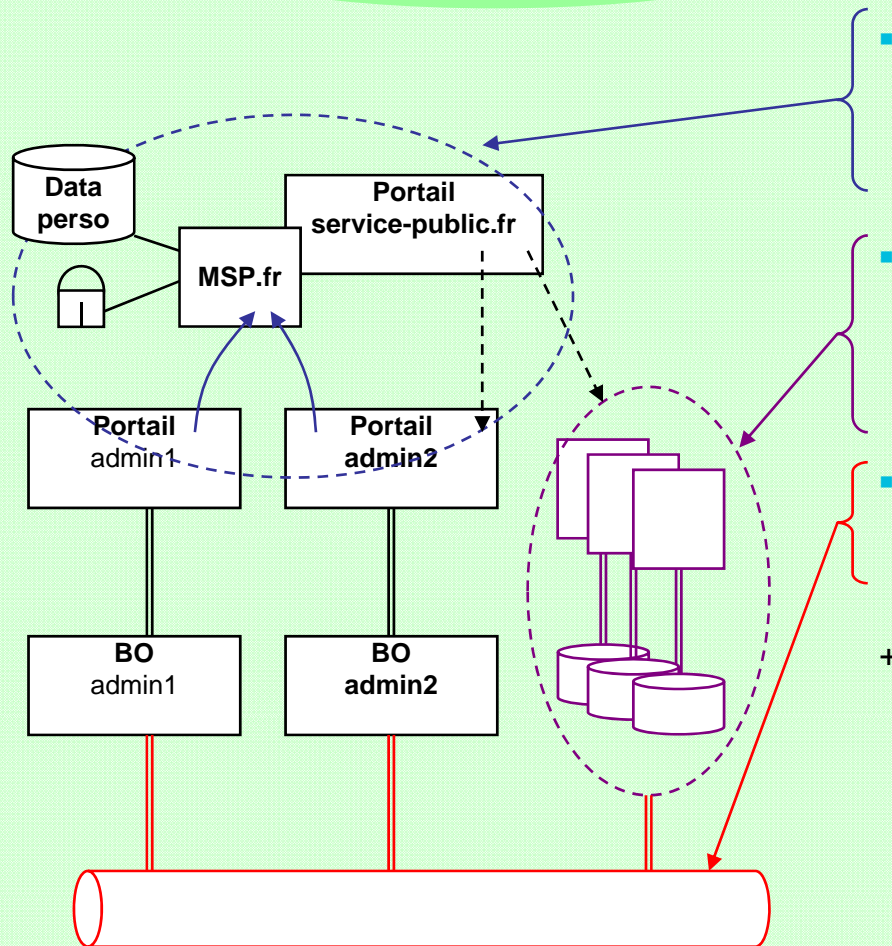 Data
perso
Portail
service-public.fr
MSP.fr
Portail
admin1
Portail
admin2
BO
admin1
BO
admin2
+